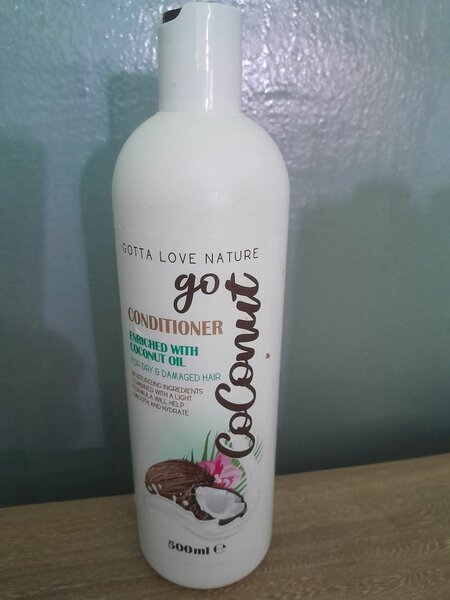 GOTTA LOVE NATURE
go
CoConut
CONDITIONER
ENRICHED WITH
COCONUT OIL
FOR DRY & DAMAGED HAIR
MOISTURIZING INGREDIENTS
COMBINED WITH A LIGHT
FORMULA WILL HELP
SMOOTH AND HYDRATE
500ml ℮